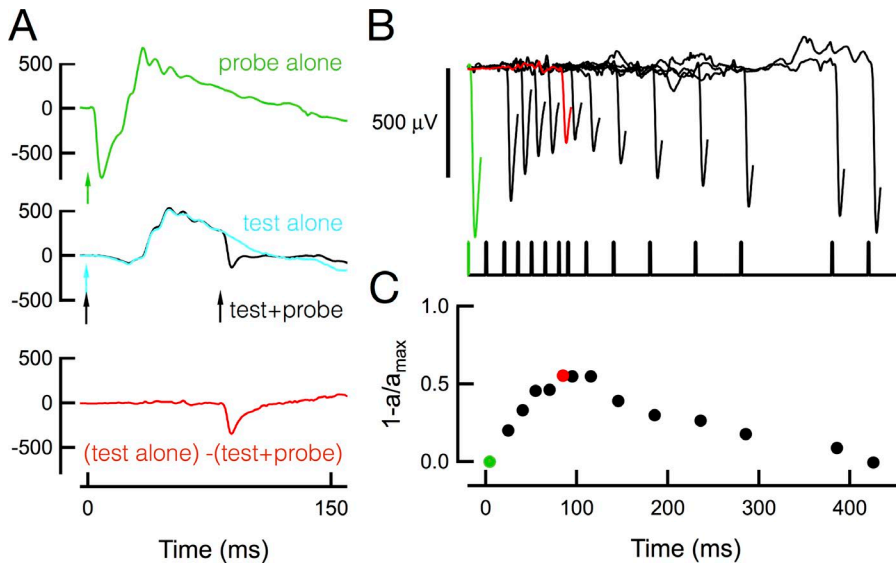 A
500
0
-500
probe alone
500
0
-500
test alone
test+probe
500
0
-500
(test alone) -(test+probe)
0
150
Time (ms)
B
500 µV
C
1.0
0.5
0.0
1-a/amax
0
100
200
300
400
Time (ms)